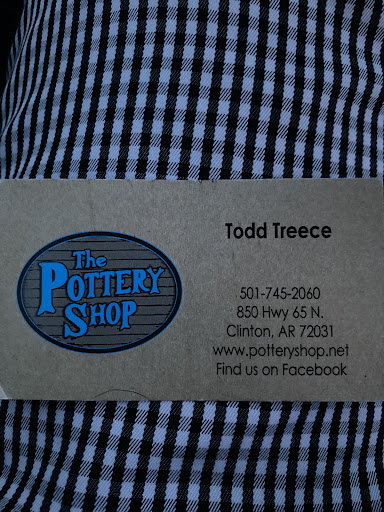 The
POTTERY
SHOP
Todd Treece
501-745-2060
850 Hwy 65 N.
Clinton, AR 72031
www.potteryshop.net
Find us on Facebook